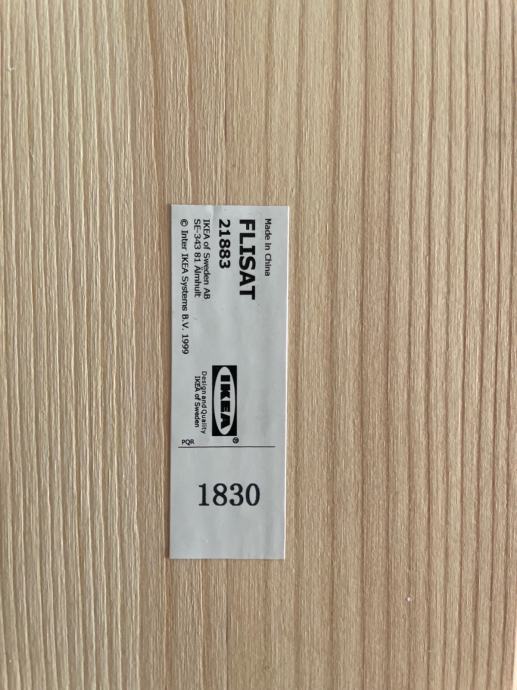 Made in China
FLISAT
21883
IKEA of Sweden AB
SE-343 81 Älmhult
© Inter IKEA Systems B.V. 1999
IKEA®
Design and Quality
IKEA of Sweden
PQR
1830